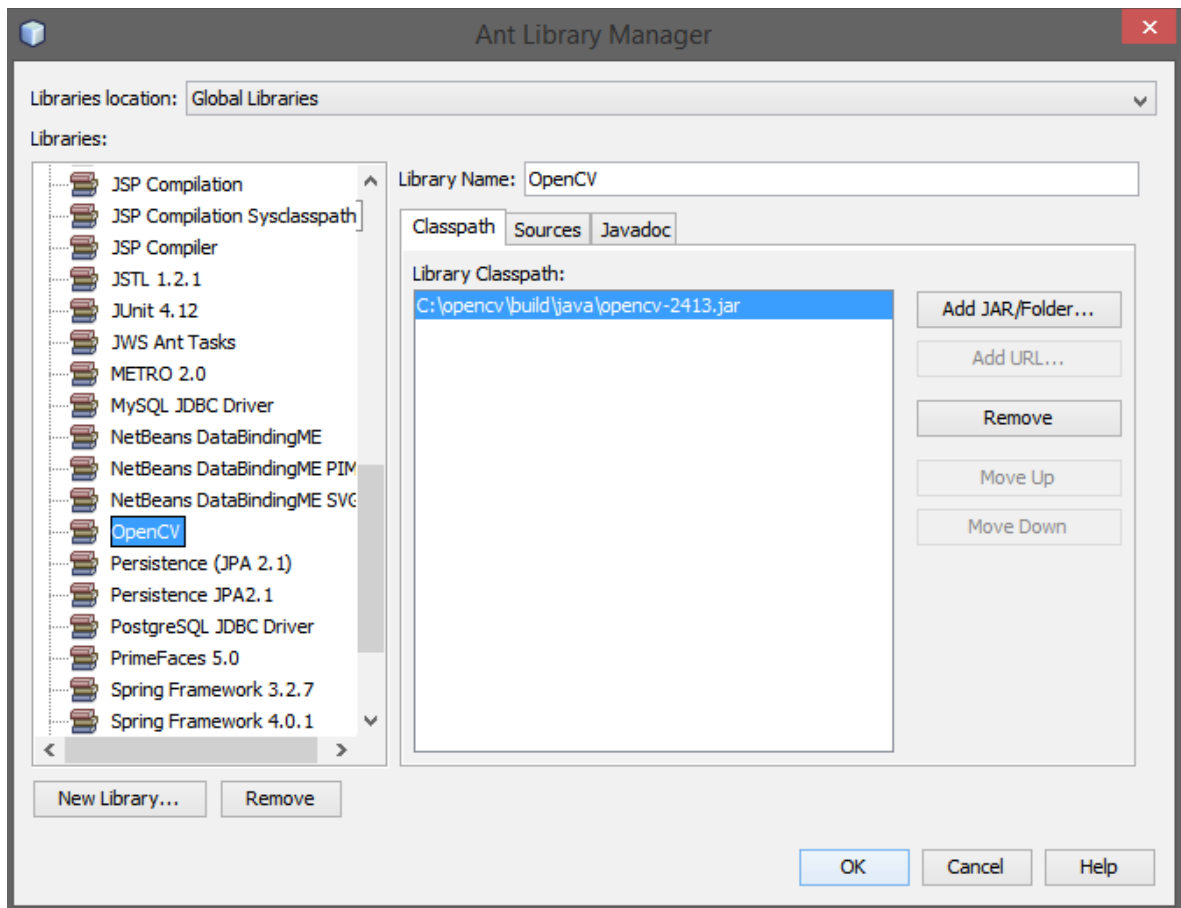 Ant Library Manager
Libraries location: Global Libraries
Libraries:
JSP Compilation
JSP Compilation Sysclasspath
JSP Compiler
JSTL 1.2.1
JUnit 4.12
JWS Ant Tasks
METRO 2.0
MySQL JDBC Driver
NetBeans DataBindingME
NetBeans DataBindingME PIM
NetBeans DataBindingME SVG
OpenCV
Persistence (JPA 2.1)
Persistence JPA2.1
PostgreSQL JDBC Driver
PrimeFaces 5.0
Spring Framework 3.2.7
Spring Framework 4.0.1
New Library...
Remove
Library Name: OpenCV
Classpath
Sources
Javadoc
Library Classpath:
C:\opencv\build\java\opencv-2413.jar
Add JAR/Folder...
Add URL...
Remove
Move Up
Move Down
OK
Cancel
Help